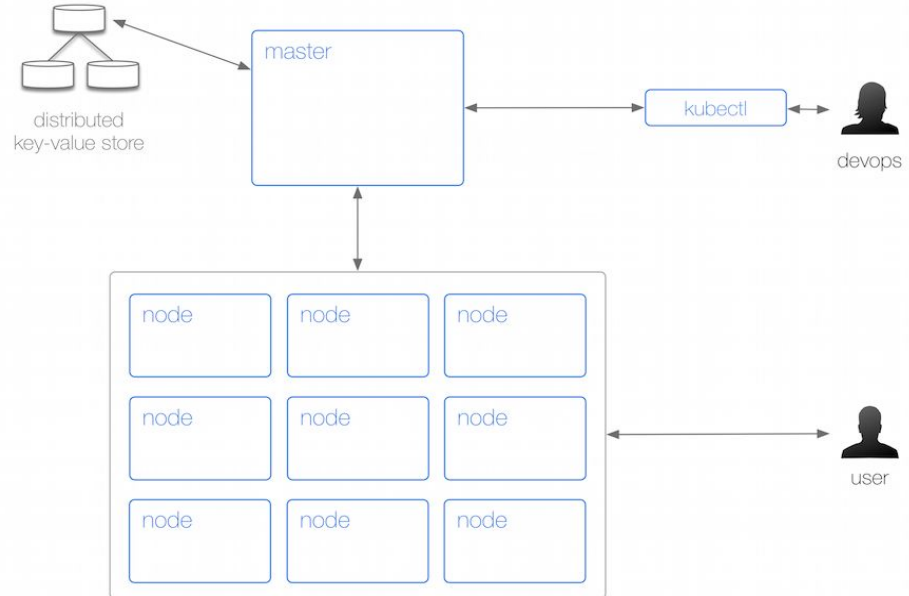 master
distributed
key-value store
kubectl
devops
node
node
node
node
node
node
user
node
node
node